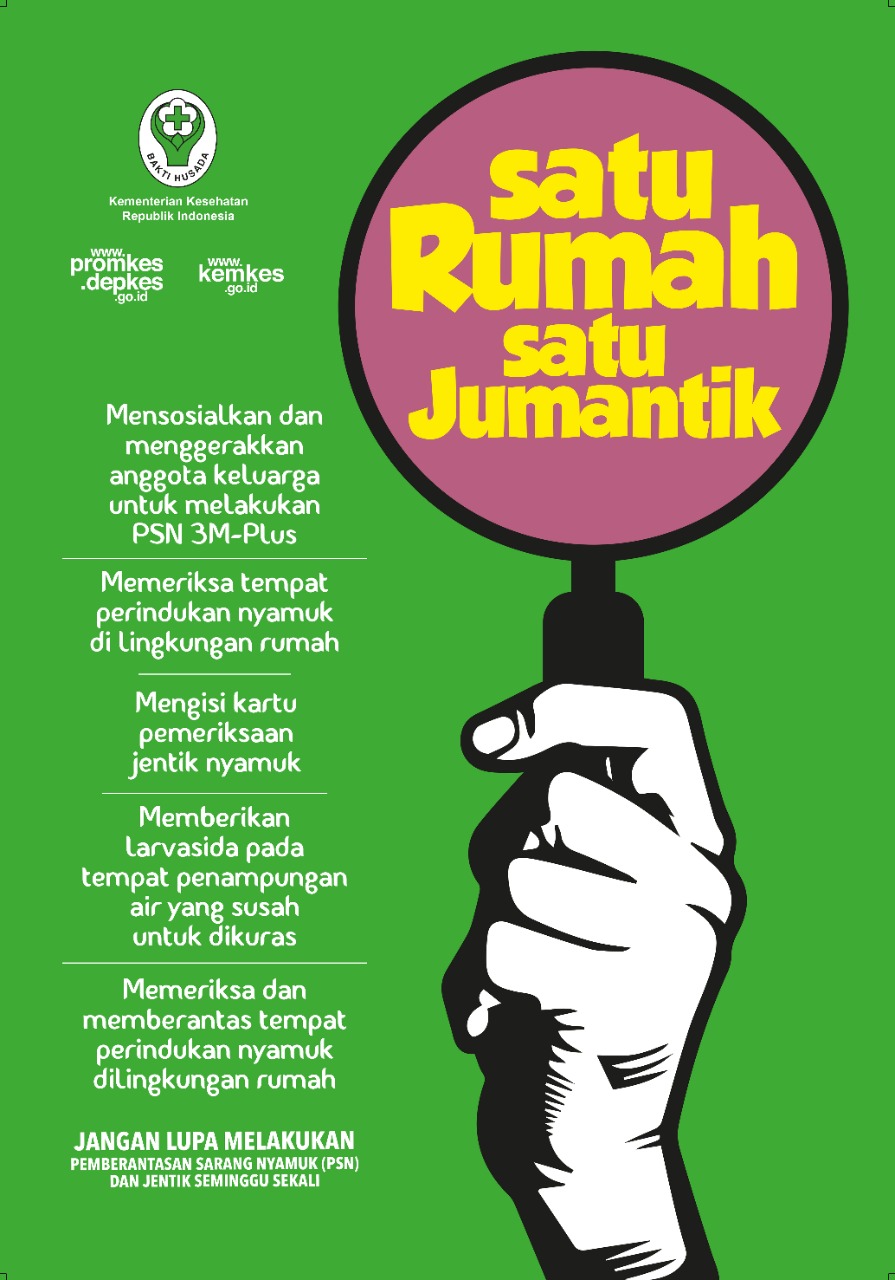 BAKTI HUSADA
Kementerian Kesehatan
Republik Indonesia
www.
promkes
.depkes
.go.id
www.
kemkes
.go.id
satu
Rumah
satu
Jumantik
Mensosialkan dan
menggerakkan
anggota keluarga
untuk melakukan
PSN 3M-Plus
Memeriksa tempat
perindukan nyamuk
di lingkungan rumah
Mengisi kartu
pemeriksaan
jentik nyamuk
Memberikan
larvasida pada
tempat penampungan
air yang susah
untuk dikuras
Memeriksa dan
memberantas tempat
perindukan nyamuk
dilingkungan rumah
JANGAN LUPA MELAKUKAN
PEMBERANTASAN SARANG NYAMUK (PSN)
DAN JENTIK SEMINGGU SEKALI